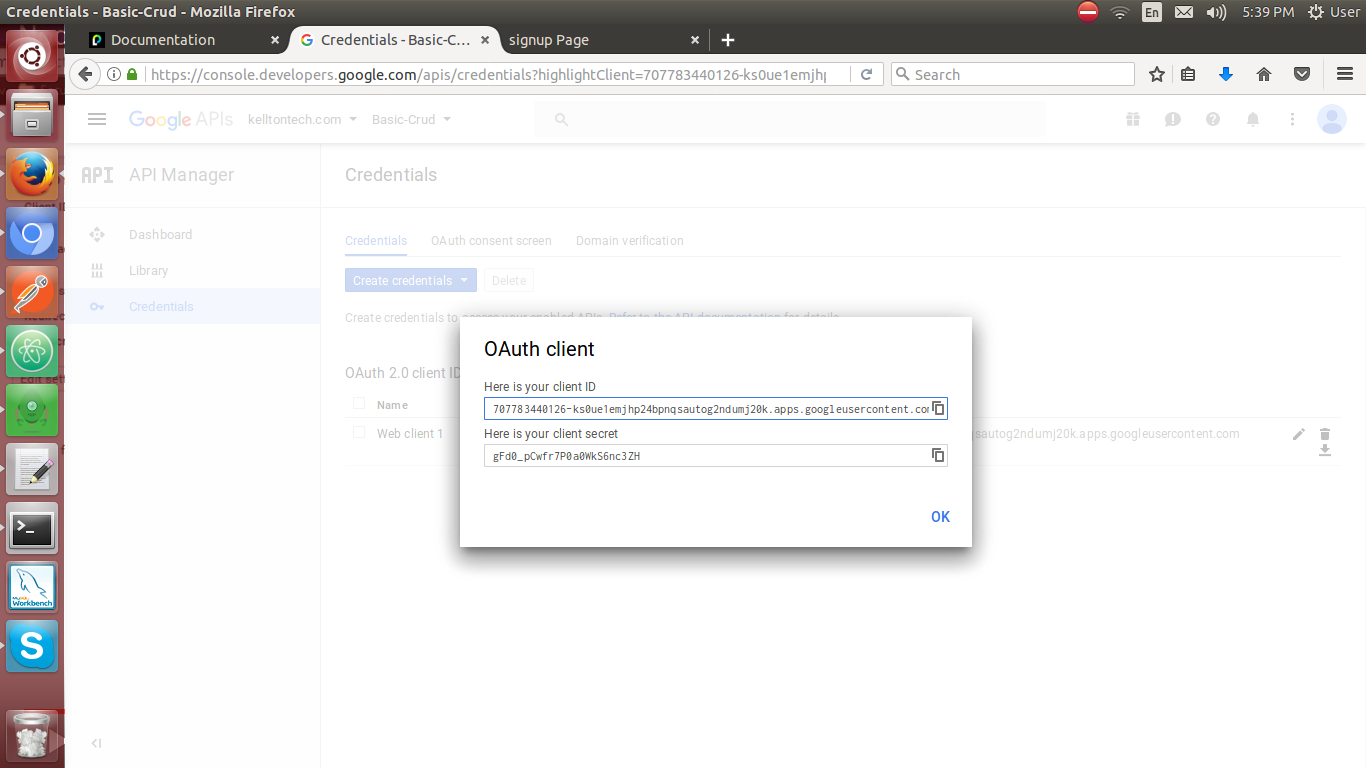 Credentials - Basic-Crud - Mozilla Firefox
En
5:39 PM
User
Documentation
Credentials - Basic-C...
signup Page
https://console.developers.google.com/apis/credentials?highlightClient=707783440126-ks0ue1emjhp
Search
Google APIs
kelltontech.com
Basic-Crud
API
API Manager
Credentials
Dashboard
Library
Credentials
Credentials
OAuth consent screen
Domain verification
Create credentials
Delete
Create credentials to access your enabled APIs. Refer to the API documentation for details.
OAuth 2.0 client ID
Name
Web client 1
qsautog2ndumj20k.apps.googleusercontent.com
OAuth client
Here is your client ID
707783440126-ks0ue1emjhp24bpnqsautog2ndumj20k.apps.googleusercontent.com
Here is your client secret
gFd0_pCwfr7P0a0WkS6nc3ZH
OK
MySQL
Workbench